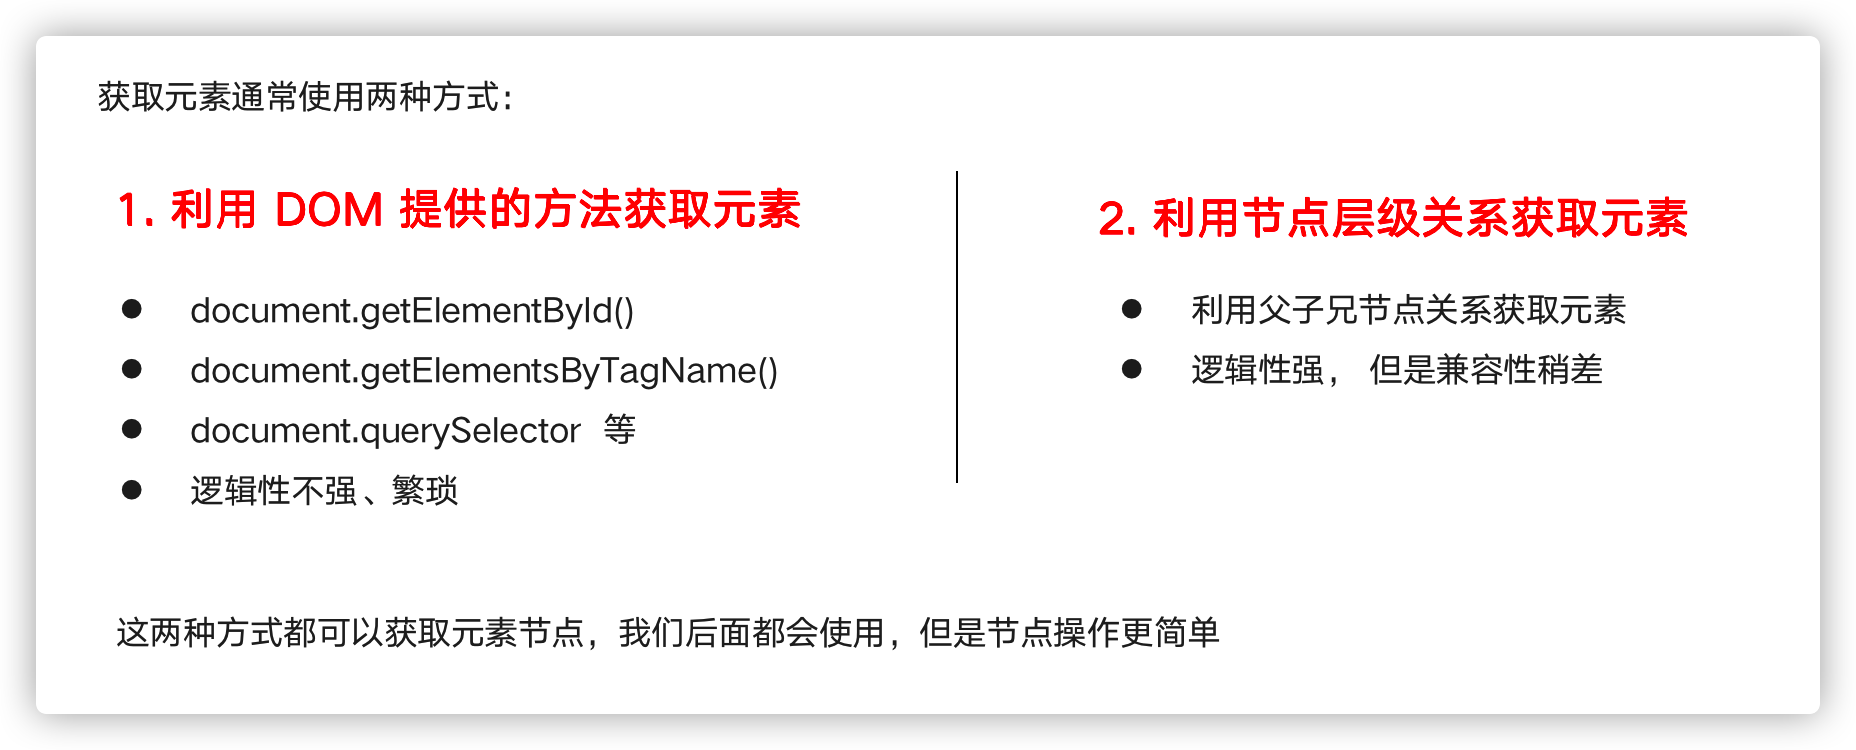 获取元素通常使用两种方式:
1. 利用 DOM 提供的方法获取元素
● document.getElementById()
● document.getElementsByTagName()
● document.querySelector 等
● 逻辑性不强、繁琐
2. 利用节点层级关系获取元素
● 利用父子兄节点关系获取元素
● 逻辑性强， 但是兼容性稍差
这两种方式都可以获取元素节点，我们后面都会使用，但是节点操作更简单